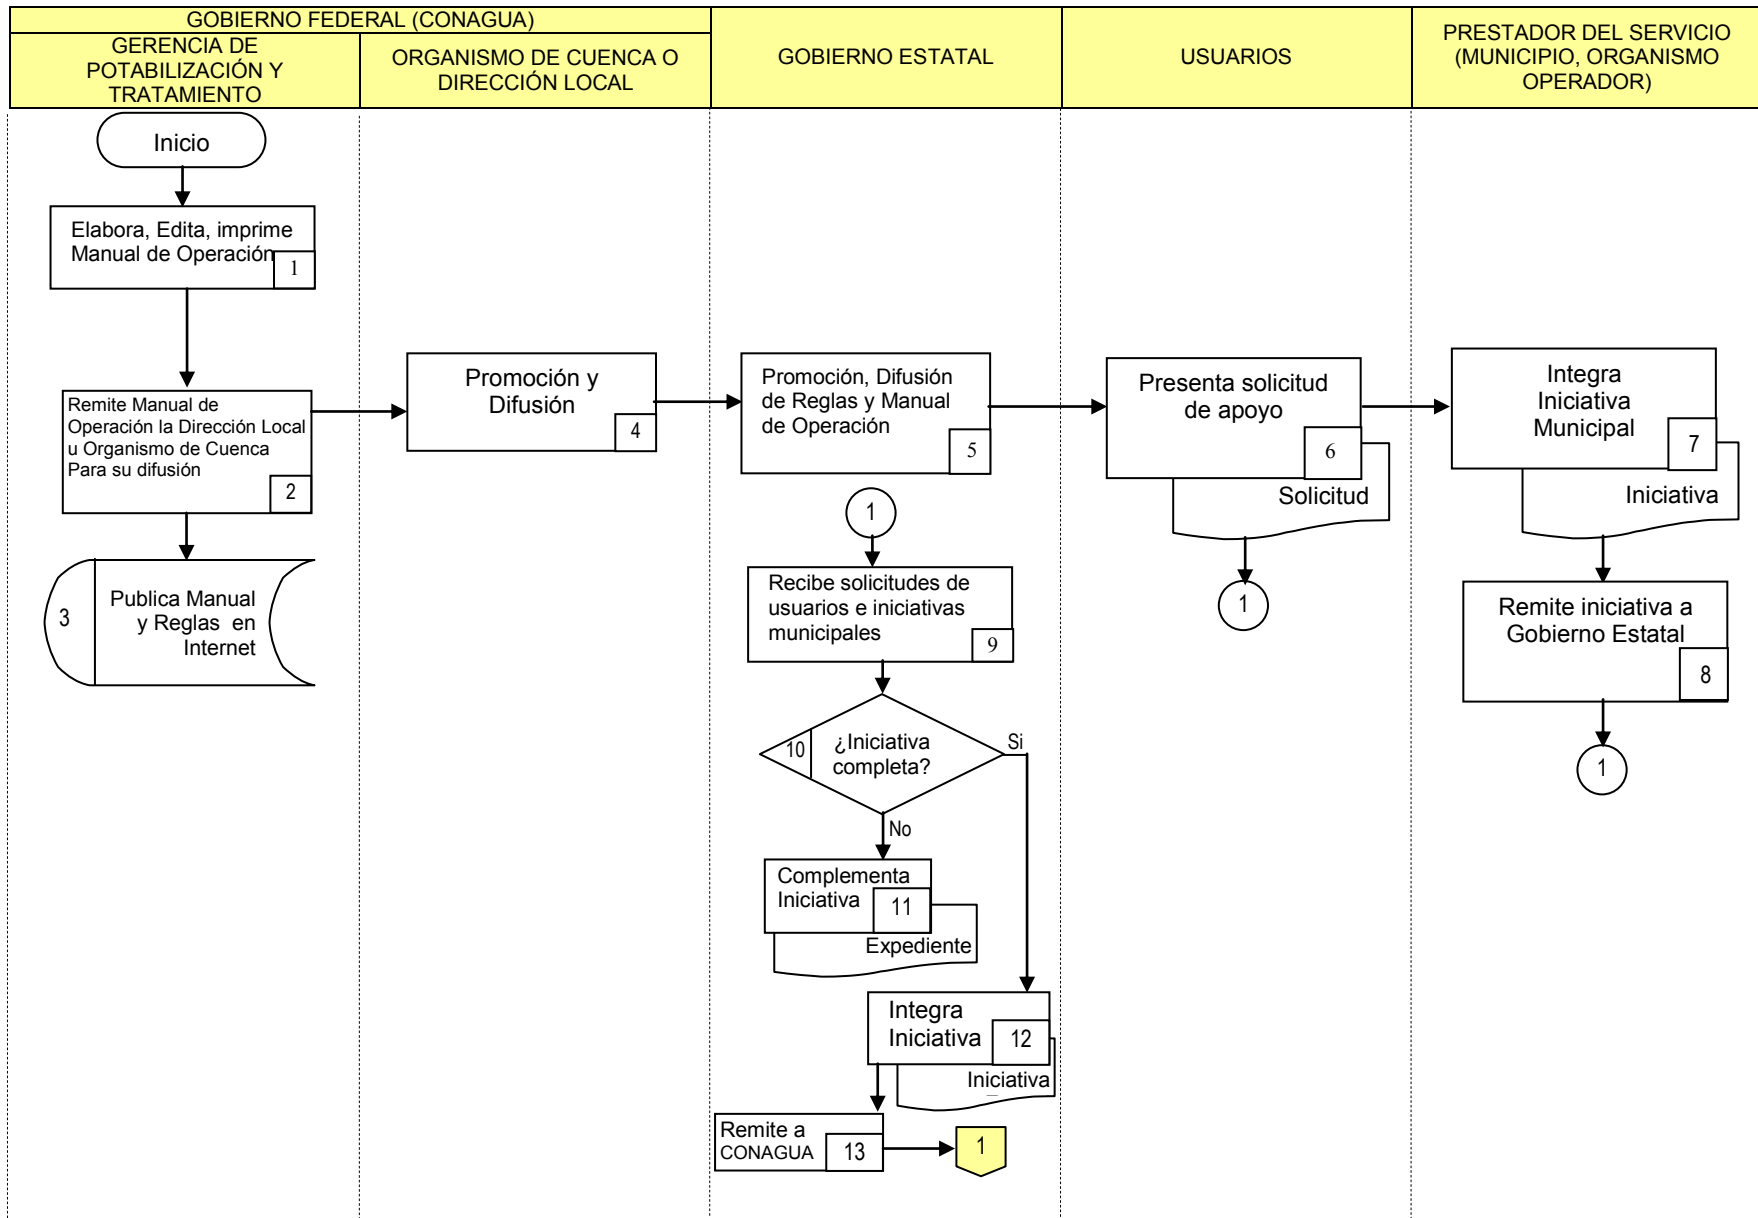 GOBIERNO FEDERAL (CONAGUA)
GERENCIA DE
POTABILIZACIÓN Y
TRATAMIENTO
ORGANISMO DE CUENCA O
DIRECCIÓN LOCAL
GOBIERNO ESTATAL
USUARIOS
PRESTADOR DEL SERVICIO
(MUNICIPIO, ORGANISMO
OPERADOR)
Inicio
Elabora, Edita, imprime
Manual de Operación
1
Remite Manual de
Operación la Dirección Local
u Organismo de Cuenca
Para su difusión
2
3
Publica Manual
y Reglas en
Internet
Promoción y
Difusión
4
Promoción, Difusión
de Reglas y Manual
de Operación
5
Presenta solicitud
de apoyo
6
Solicitud
1
Integra
Iniciativa
Municipal
7
Iniciativa
Remite iniciativa a
Gobierno Estatal
8
1
1
Recibe solicitudes de
usuarios e iniciativas
municipales
9
10
¿Iniciativa
completa?
Si
No
Complementa
Iniciativa
11
Expediente
Integra
Iniciativa
12
Iniciativa
Remite a
CONAGUA
13
1